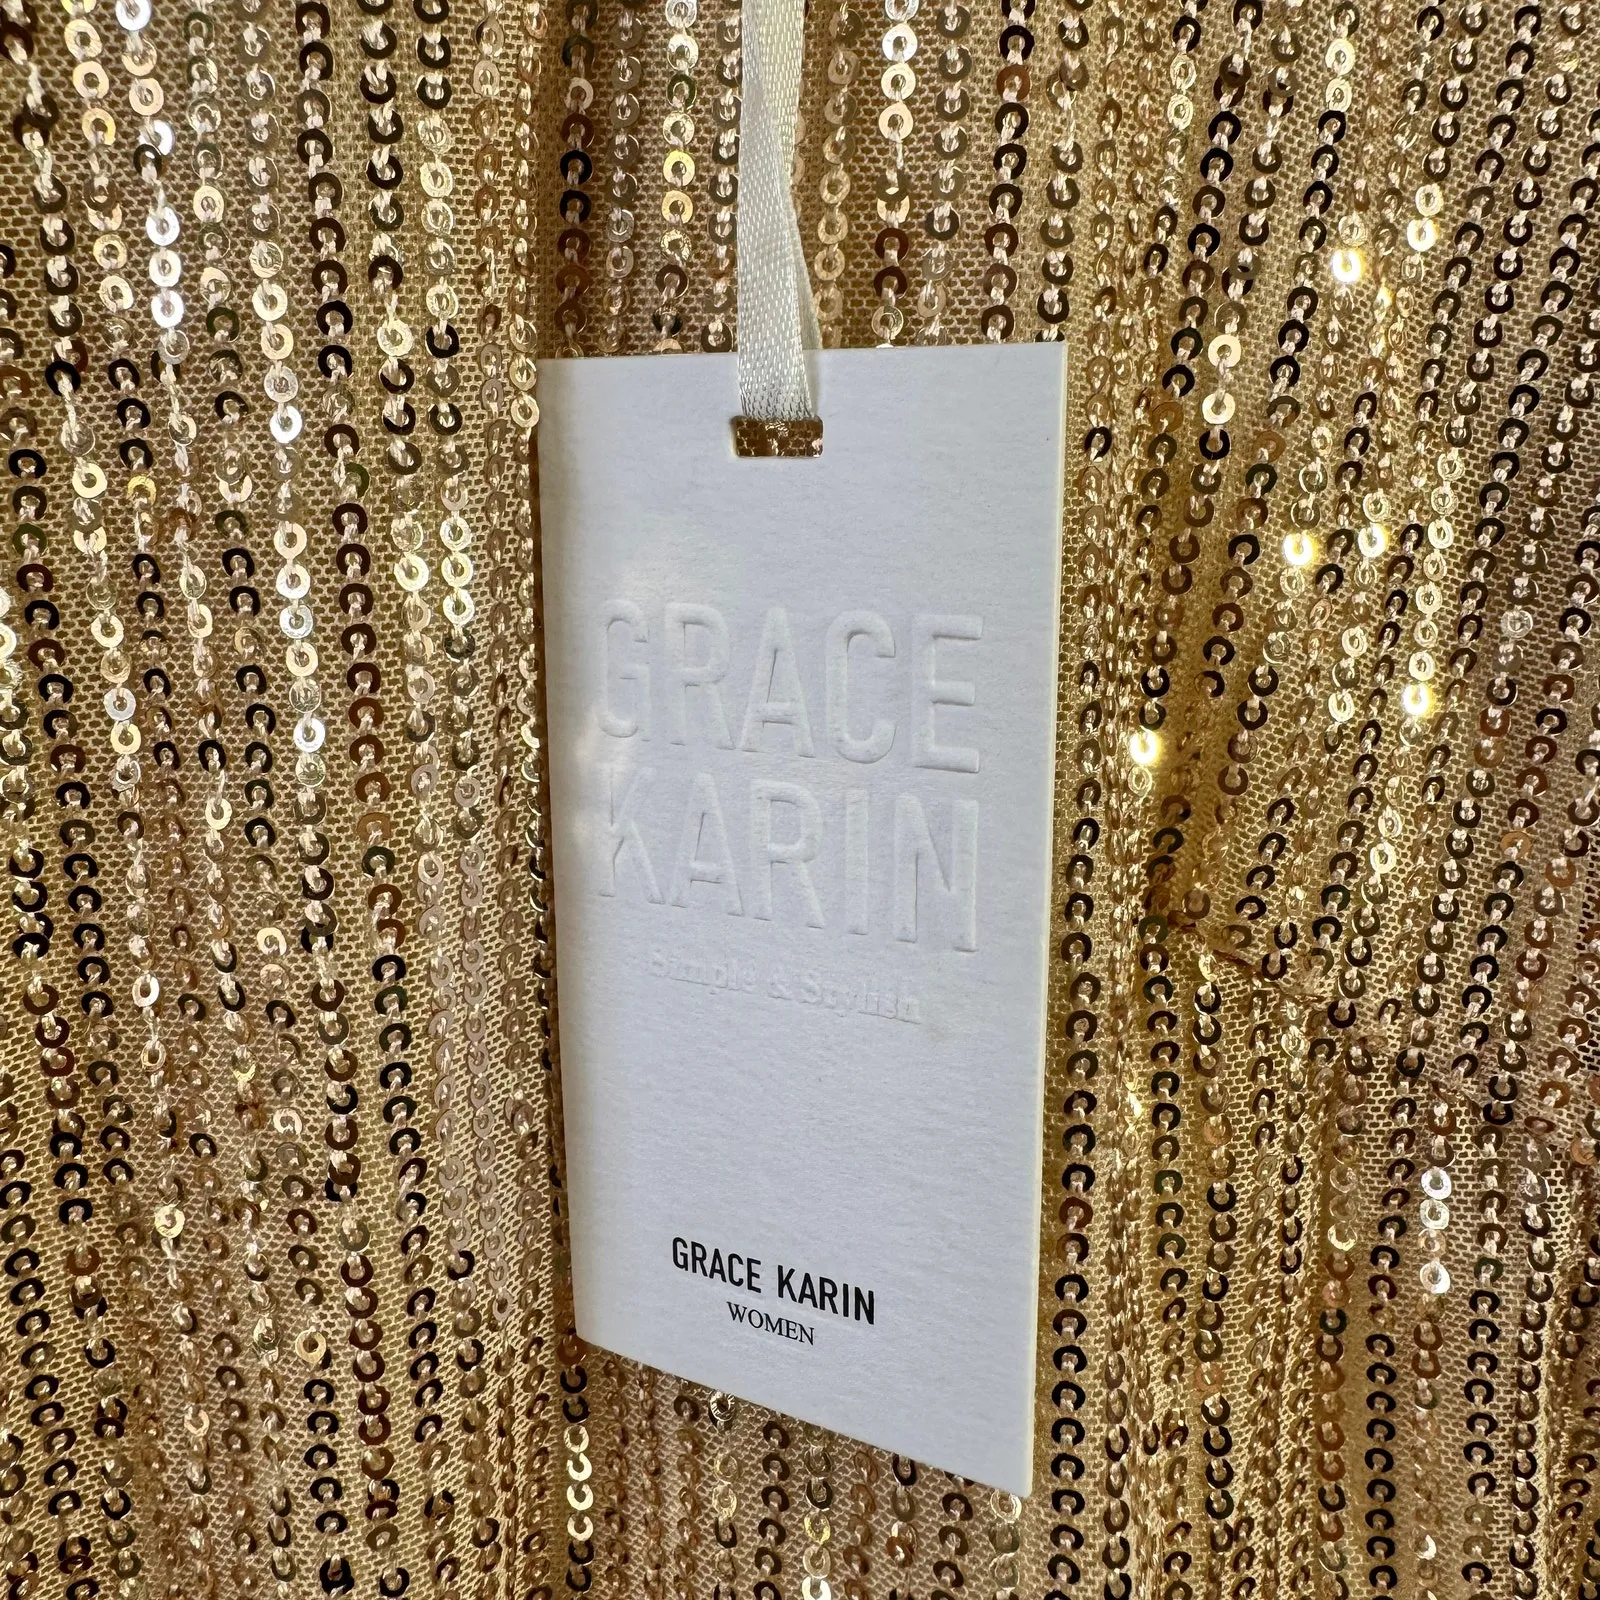 GRACE
KARIN
Simple & Stylish
GRACE KARIN
WOMEN